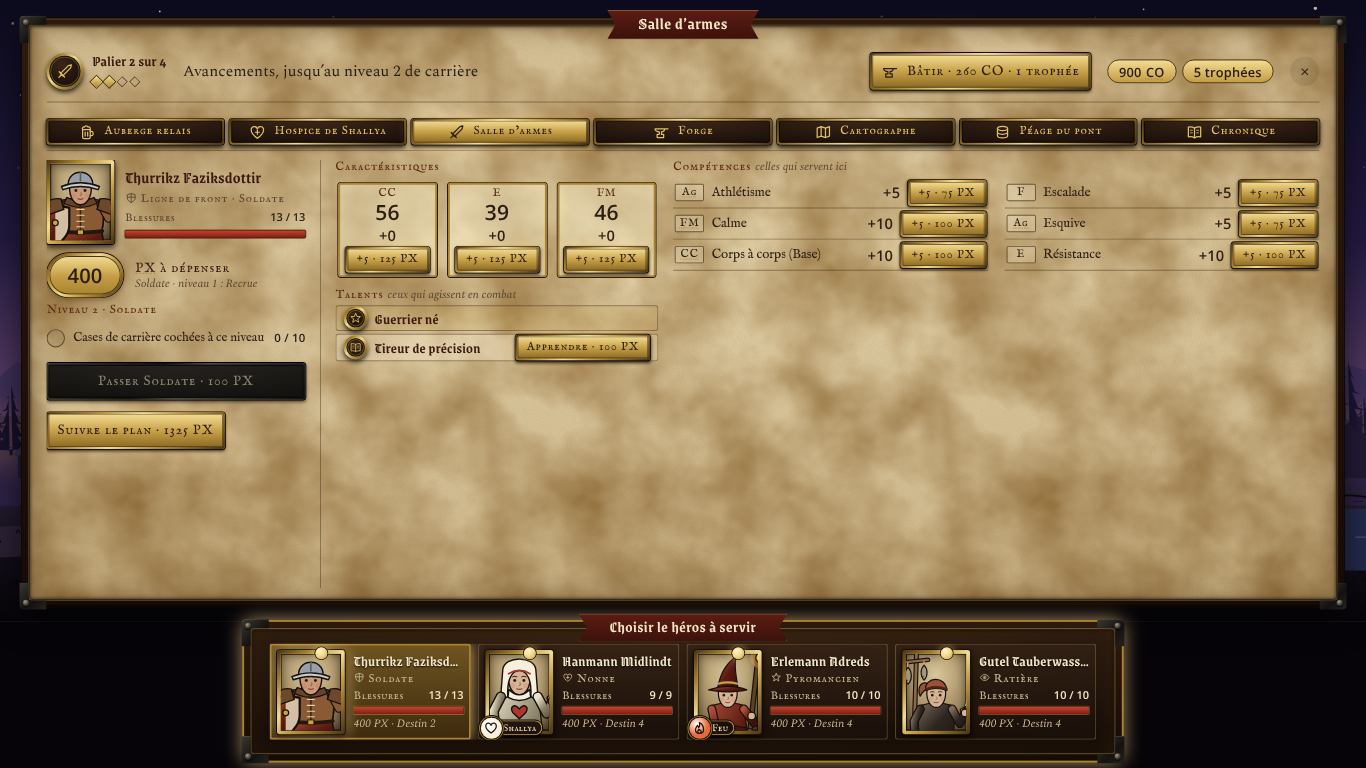 Salle d'armes
Palier 2 sur 4
Avancements, jusqu'au niveau 2 de carrière
Bâtir · 260 CO · 1 trophée
900 CO
5 trophées
×
Auberge relais
Hospice de Shallya
Salle d'armes
Forge
Cartographe
Péage du pont
Chronique
Thurrikz Faziksdottir
Ligne de front · Soldate
Blessures 13 / 13
400
PX à dépenser
Soldate · niveau 1 : Recrue
Niveau 2 · Soldate
Cases de carrière cochées à ce niveau 0 / 10
Passer Soldate · 100 PX
Suivre le plan · 1325 PX
Caractéristiques
CC
56
+0
+5 · 125 PX
E
39
+0
+5 · 125 PX
FM
46
+0
+5 · 125 PX
Talents ceux qui agissent en combat
Guerrier né
Tireur de précision
Apprendre · 100 PX
Compétences celles qui servent ici
Ag Athlétisme +5 +5 · 75 PX
F Escalade +5 +5 · 75 PX
FM Calme +10 +5 · 100 PX
Ag Esquive +5 +5 · 75 PX
CC Corps à corps (Base) +10 +5 · 100 PX
E Résistance +10 +5 · 100 PX
Choisir le héros à servir
Thurrikz Faziksd...
Soldate
Blessures 13 / 13
400 PX · Destin 2
Hanmann Midlindt
Nonne
Blessures 9 / 9
400 PX · Destin 4
Shallya
Erlemann Adreds
Pyromancien
Blessures 10 / 10
400 PX · Destin 4
Feu
Gutel Tauberwass...
Ratière
Blessures 10 / 10
400 PX · Destin 4